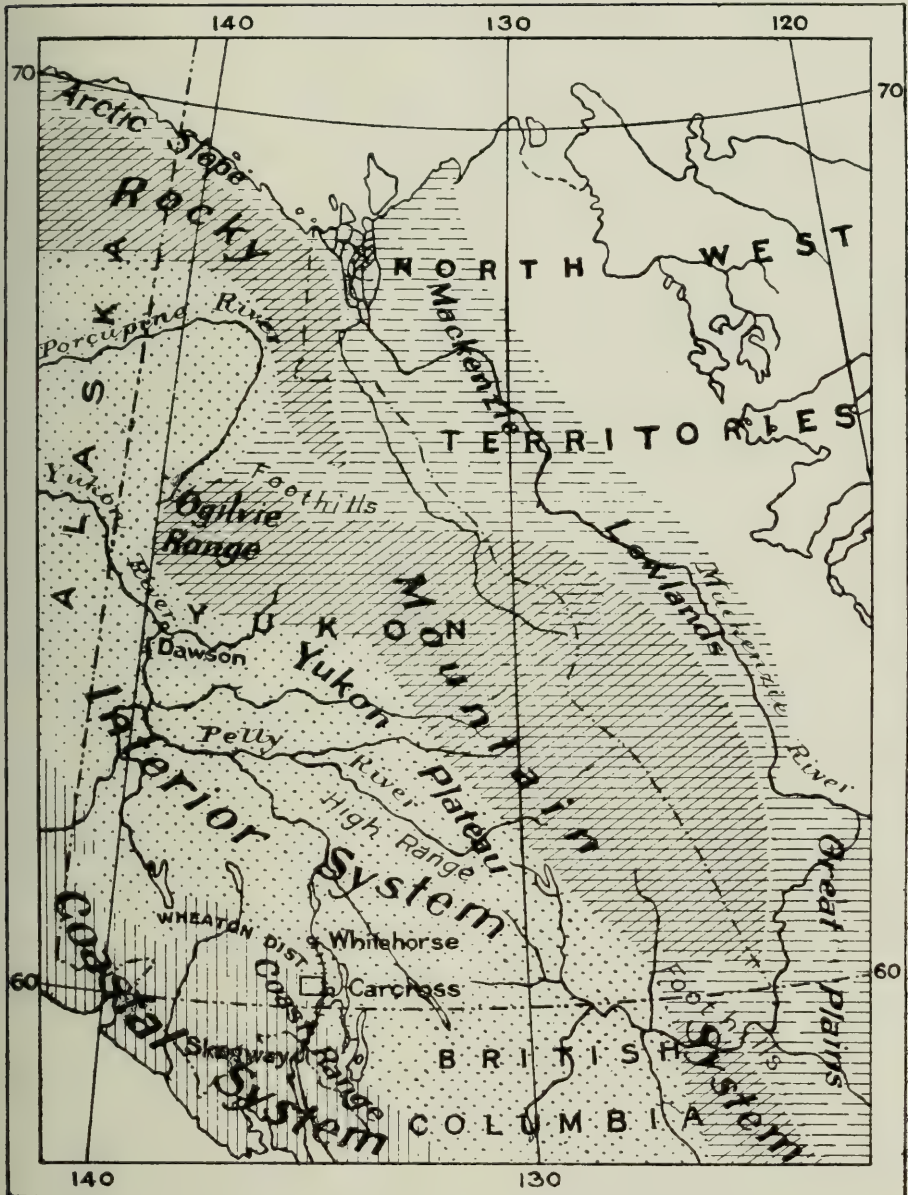 140 130 120
70 70
Arctic Slope
Rocky
NORTH WEST
Mackenzie
Porcupine River
ALASKA
TERRITORIES
Yukon
Foothills
Ogilvie
Range
Lowlands
River
Mackenzie
Mountain
YUKON
Dawson
Yukon
Interior
Pelly
River
Plateau
River
High Range
Great Plains
System
WHEATON DIST.
Whitehorse
Coastal
60 60
Coast
Carcross
Foothills
Skagway
Range
BRITISH
System
System
COLUMBIA
140 130